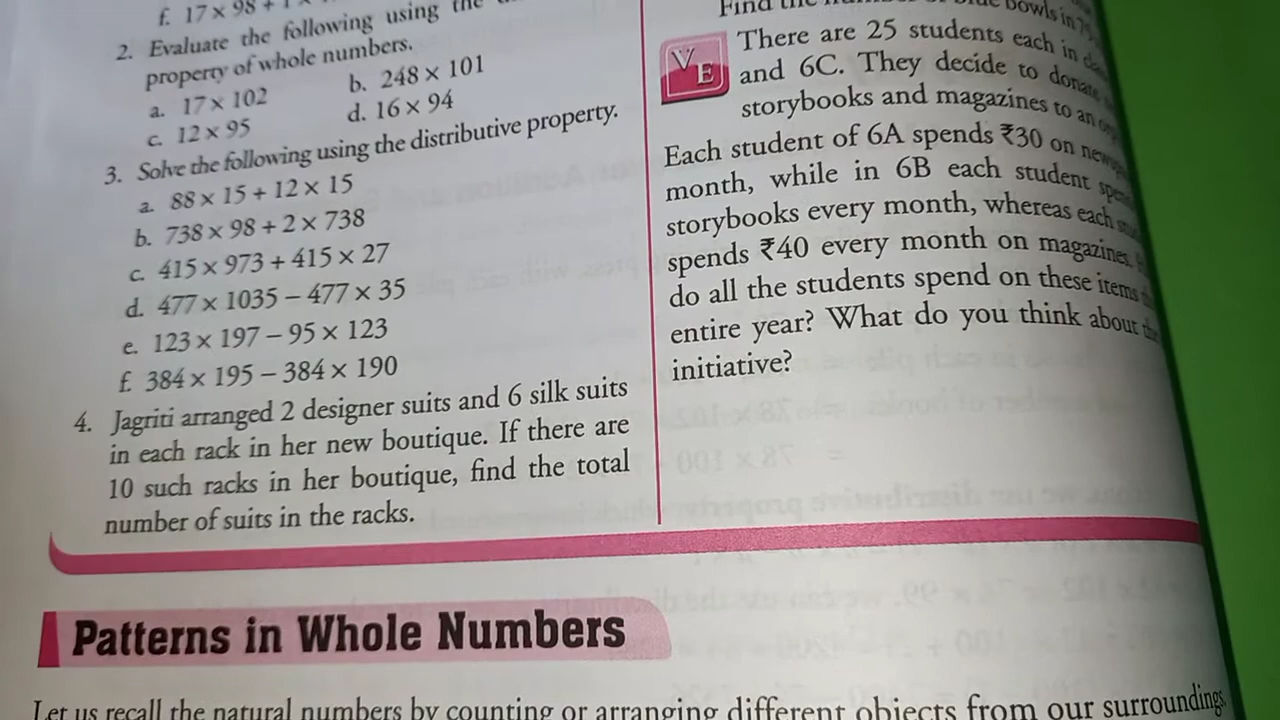 f. 17 × 98 + 1 ×
2. Evaluate the following using the
property of whole numbers.
a. 17 × 102
b. 248 × 101
c. 12 × 95
d. 16 × 94
3. Solve the following using the distributive property.
a. 88 × 15 + 12 × 15
b. 738 × 98 + 2 × 738
c. 415 × 973 + 415 × 27
d. 477 × 1035 – 477 × 35
e. 123 × 197 – 95 × 123
f. 384 × 195 – 384 × 190
4. Jagriti arranged 2 designer suits and 6 silk suits
in each rack in her new boutique. If there are
10 such racks in her boutique, find the total
number of suits in the racks.
Find the bowls in
VE
There are 25 students each in
and 6C. They decide to donate
storybooks and magazines to an
Each student of 6A spends ₹30 on
month, while in 6B each student
storybooks every month, whereas each
spends ₹40 every month on magazines.
do all the students spend on these items
entire year? What do you think about
initiative?
Patterns in Whole Numbers
Let us recall the natural numbers by counting or arranging different objects from our surroundings.